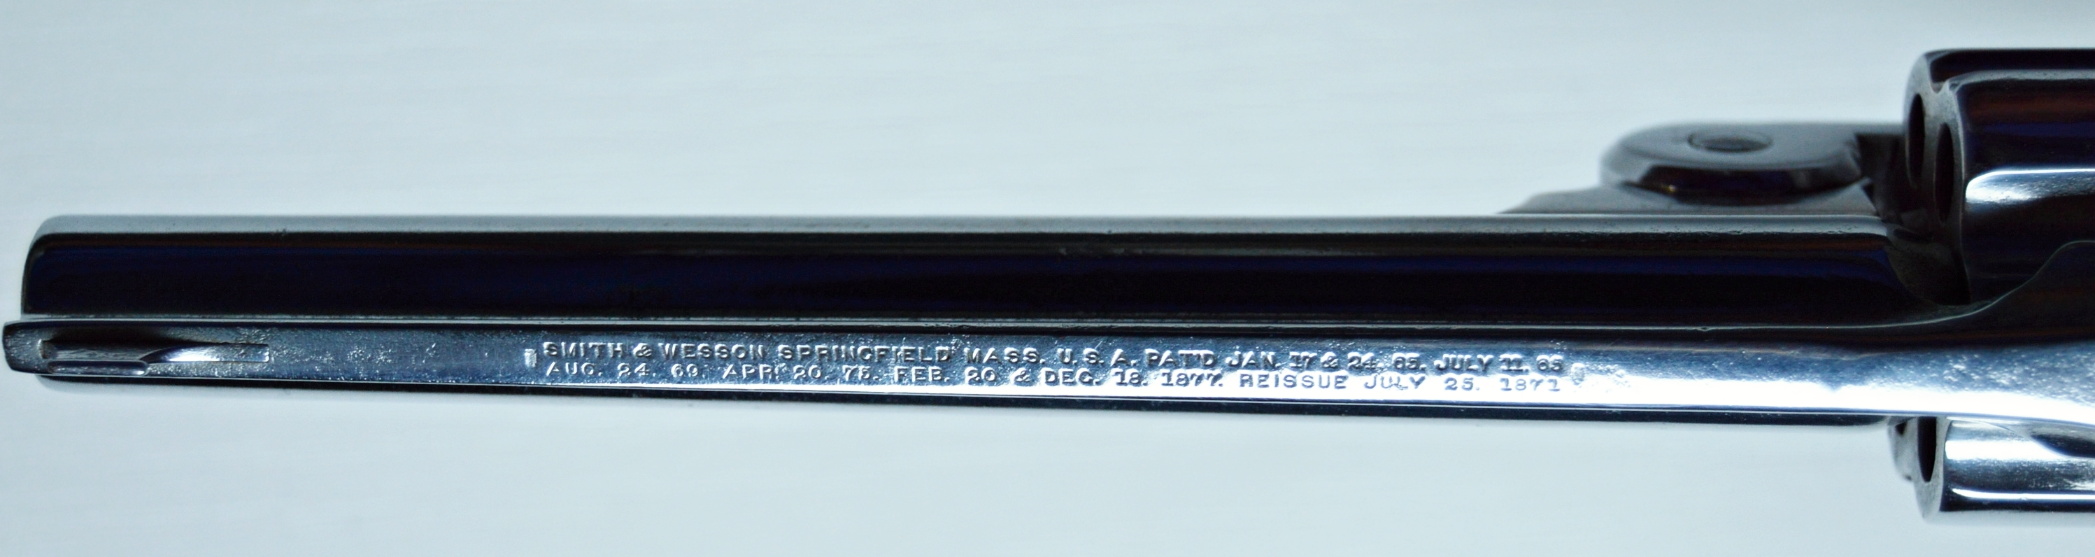 SMITH & WESSON SPRINGFIELD MASS. U.S.A. PAT'D JAN. 17 & 24. 65. JULY 11. 65
AUG. 24. 69. APR. 20. 75. FEB. 20 & DEC. 18. 1877. REISSUE JULY 25. 1871